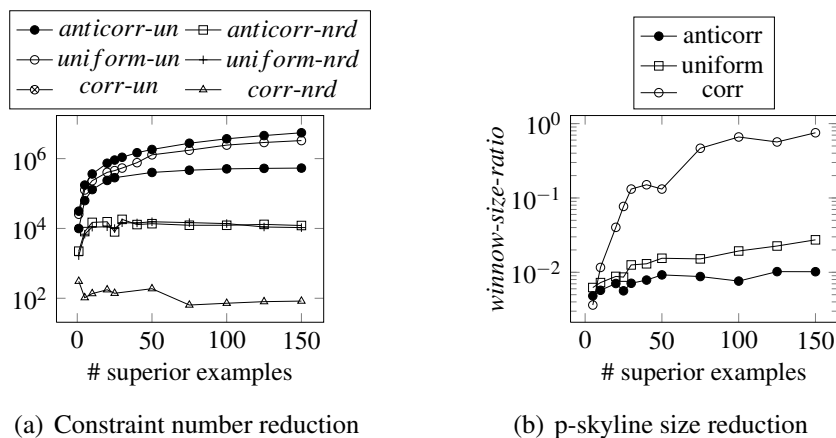 anticorr-un anticorr-nrd
uniform-un uniform-nrd
corr-un corr-nrd
10^6
10^4
10^2
0 50 100 150
# superior examples
(a) Constraint number reduction
anticorr
uniform
corr
winnow-size-ratio
10^0
10^−1
10^−2
0 50 100 150
# superior examples
(b) p-skyline size reduction